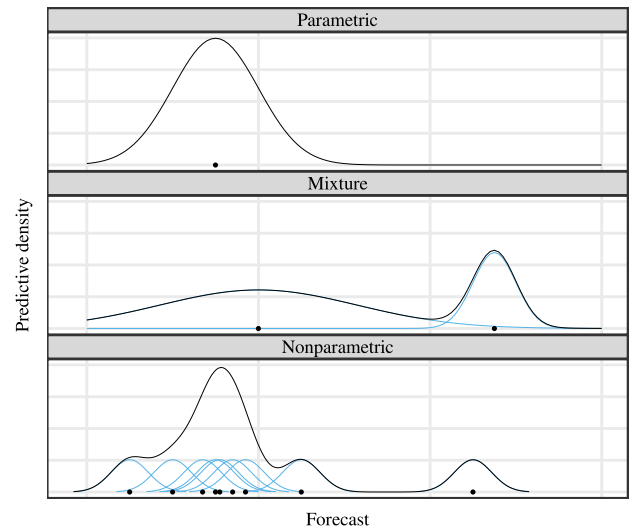 Parametric
Mixture
Predictive density
Nonparametric
Forecast